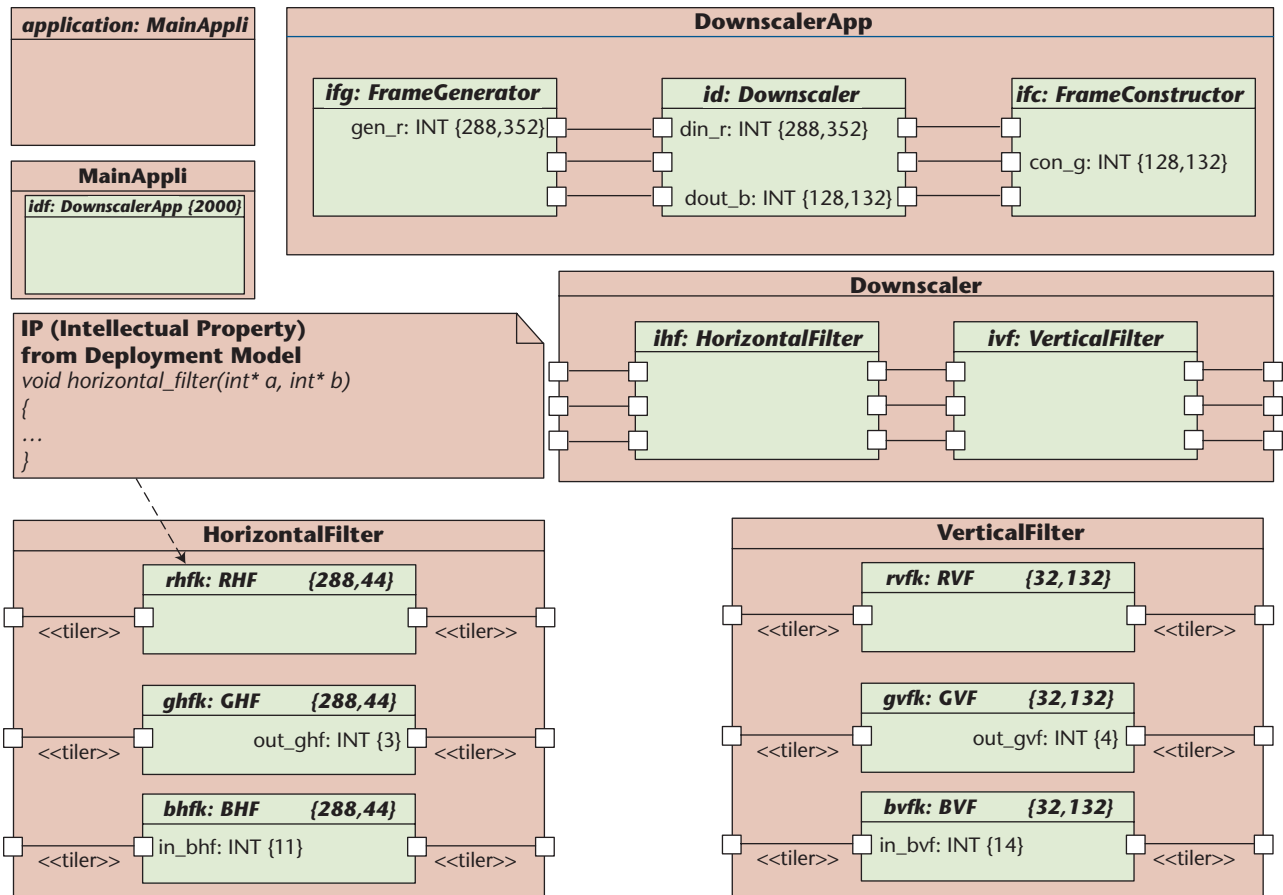 application: MainAppli
MainAppli
idf: DownscalerApp {2000}
DownscalerApp
ifg: FrameGenerator
gen_r: INT {288,352}
id: Downscaler
din_r: INT {288,352}
dout_b: INT {128,132}
ifc: FrameConstructor
con_g: INT {128,132}
IP (Intellectual Property)
from Deployment Model
void horizontal_filter(int* a, int* b)
{
...
}
Downscaler
ihf: HorizontalFilter
ivf: VerticalFilter
HorizontalFilter
rhfk: RHF {288,44}
<<tiler>> <<tiler>>
ghfk: GHF {288,44}
out_ghf: INT {3}
<<tiler>> <<tiler>>
bhfk: BHF {288,44}
in_bhf: INT {11}
<<tiler>> <<tiler>>
VerticalFilter
rvfk: RVF {32,132}
<<tiler>> <<tiler>>
gvfk: GVF {32,132}
out_gvf: INT {4}
<<tiler>> <<tiler>>
bvfk: BVF {32,132}
in_bvf: INT {14}
<<tiler>> <<tiler>>